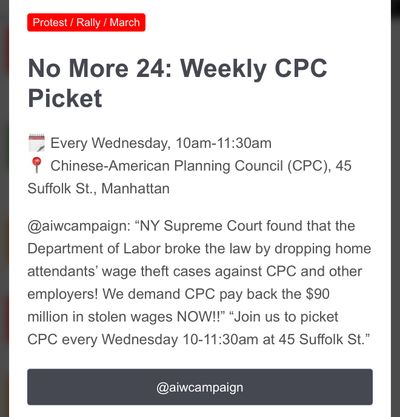 Protest / Rally / March
No More 24: Weekly CPC
Picket
🗓️ Every Wednesday, 10am-11:30am
📍 Chinese-American Planning Council (CPC), 45
Suffolk St., Manhattan
@aiwcampaign: “NY Supreme Court found that the
Department of Labor broke the law by dropping home
attendants’ wage theft cases against CPC and other
employers! We demand CPC pay back the $90
million in stolen wages NOW!!” “Join us to picket
CPC every Wednesday 10-11:30am at 45 Suffolk St.”
@aiwcampaign